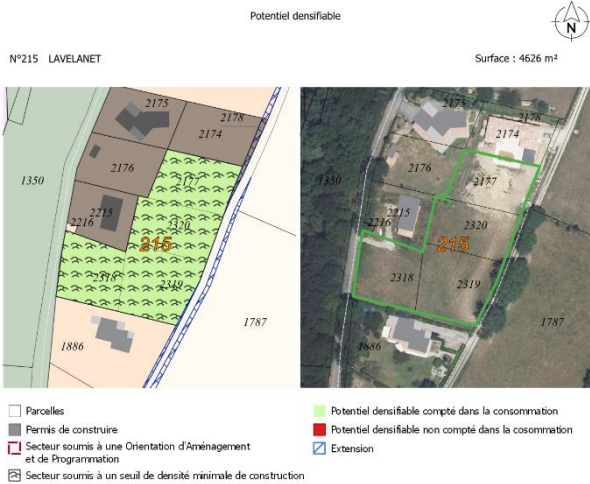 Potentiel densifiable
N
N°215 LAVELANET
Surface : 4626 m²
2175
2178
2174
2176
2177
1350
2215
2216
2320
215
2318
2319
1787
1886
2175
2178
2174
2176
2177
1350
2215
2216
2320
215
2318
2319
1787
1886
Parcelles
Permis de construire
Secteur soumis à une Orientation d'Aménagement
et de Programmation
Secteur soumis à un seuil de densité minimale de construction
Potentiel densifiable compté dans la consommation
Potentiel densifiable non compté dans la cosommation
Extension